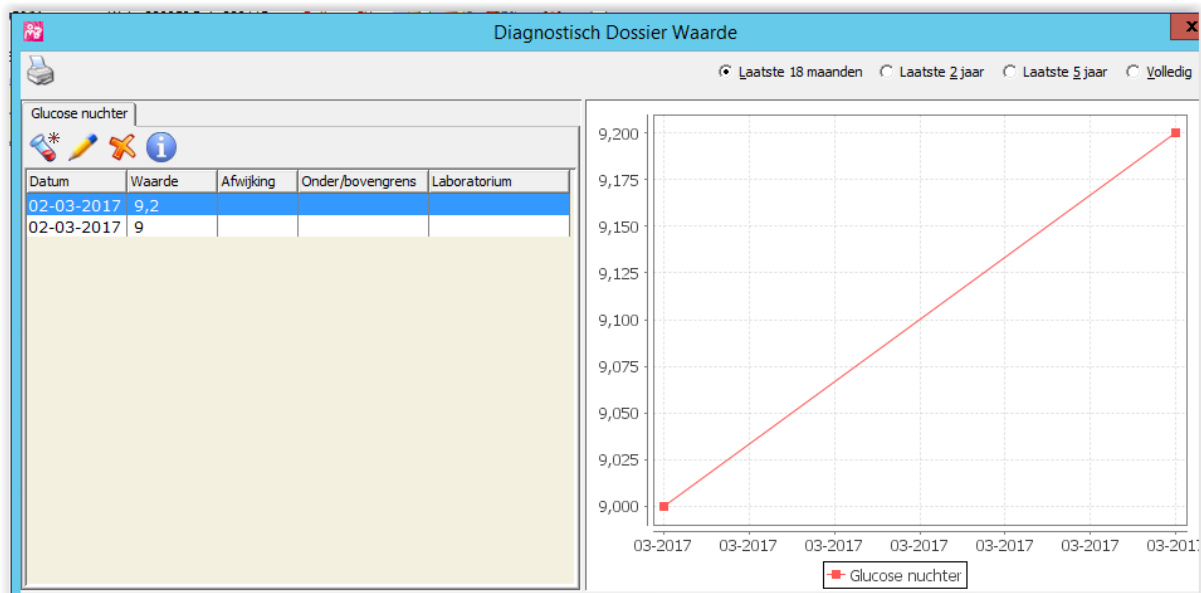 Diagnostisch Dossier Waarde
x
Laatste 18 maanden Laatste 2 jaar Laatste 5 jaar Volledig
Glucose nuchter
Datum Waarde Afwijking Onder/bovengrens Laboratorium
02-03-2017 9,2
02-03-2017 9
9,200
9,175
9,150
9,125
9,100
9,075
9,050
9,025
9,000
03-2017 03-2017 03-2017 03-2017 03-2017 03-2017 03-201
Glucose nuchter